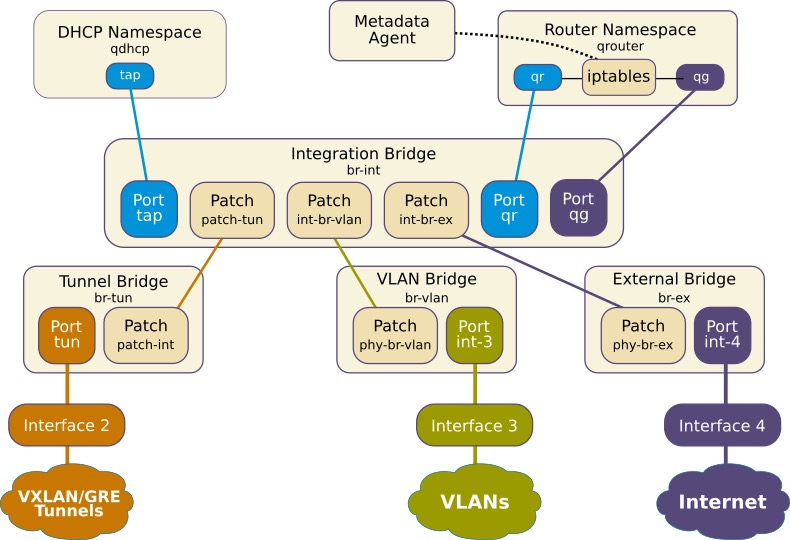 DHCP Namespace
qdhcp
tap
Metadata
Agent
Router Namespace
qrouter
qr
iptables
qg
Integration Bridge
br-int
Port
tap
Patch
patch-tun
Patch
int-br-vlan
Patch
int-br-ex
Port
qr
Port
qg
Tunnel Bridge
br-tun
Port
tun
Patch
patch-int
VLAN Bridge
br-vlan
Patch
phy-br-vlan
Port
int-3
External Bridge
br-ex
Patch
phy-br-ex
Port
int-4
Interface 2
Interface 3
Interface 4
VXLAN/GRE
Tunnels
VLANs
Internet